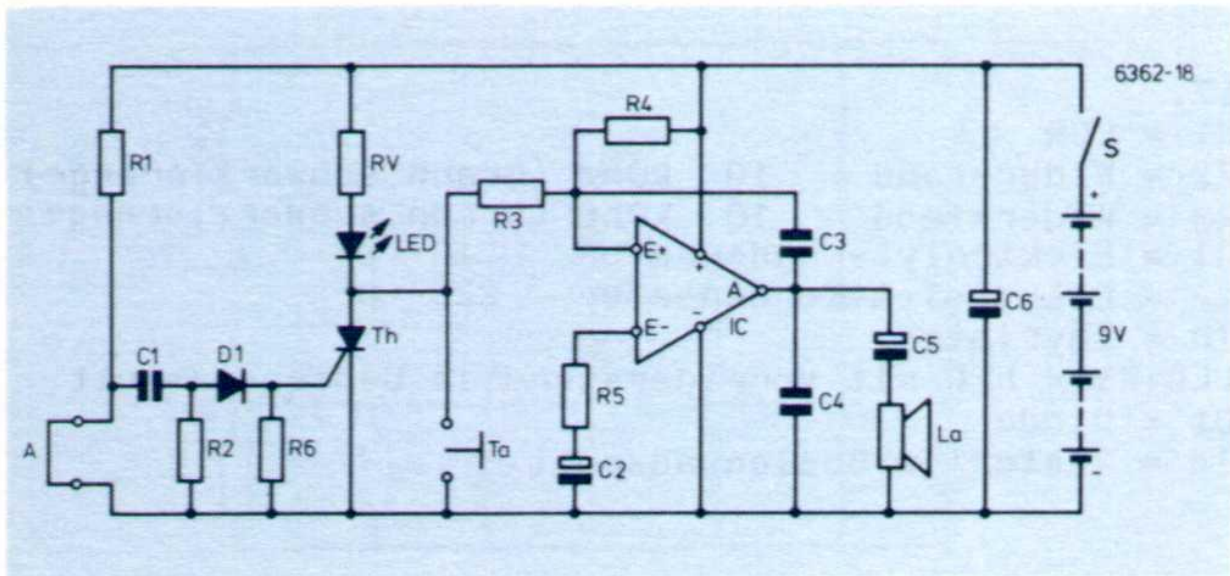 6362-18
R4
S
R1
RV
+
R3
LED
C3
E+
+
A
C6
Th
-
IC
9V
C1
D1
E-
C5
R5
C4
A
R2
R6
Ta
La
C2
-